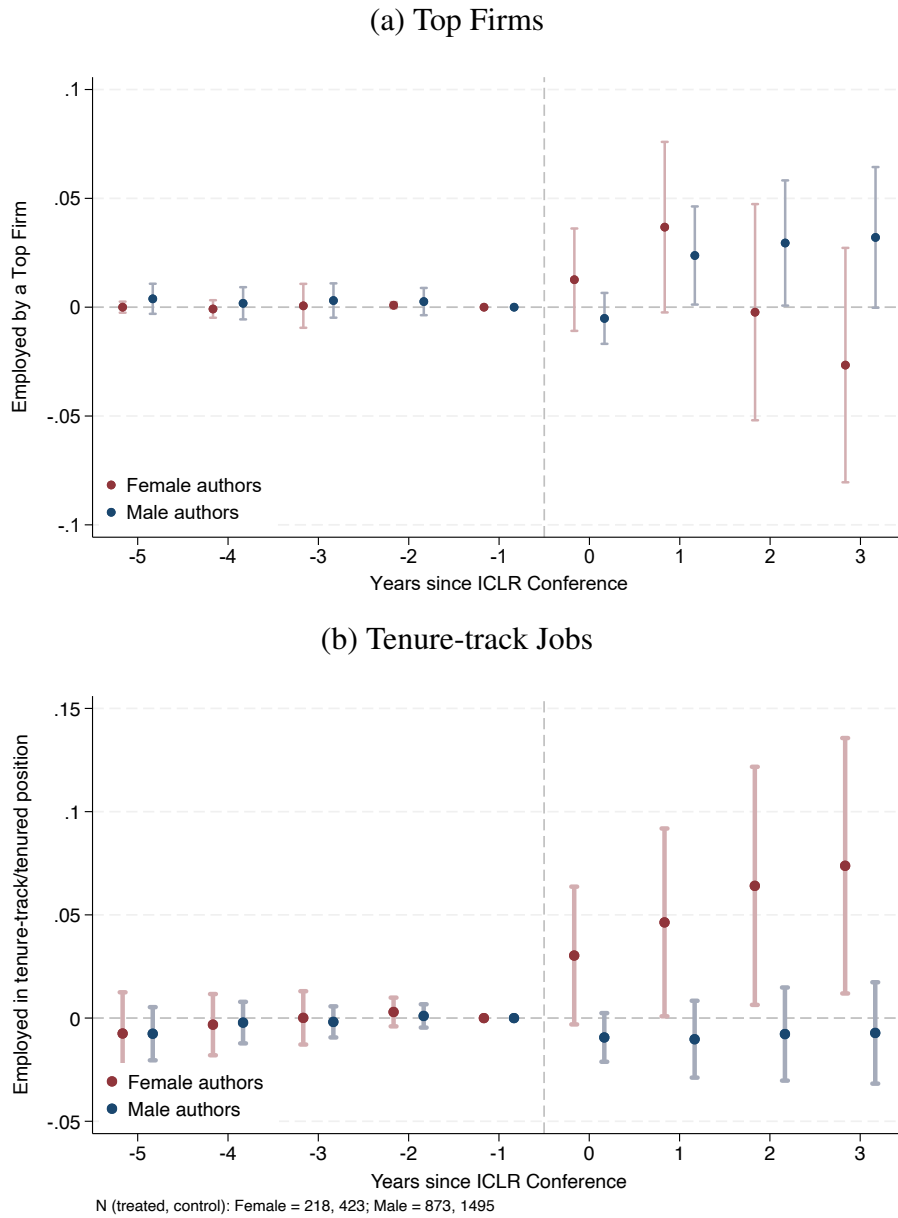 (a) Top Firms
.1
.05
0
-.05
-.1
Employed by a Top Firm
Female authors
Male authors
-5 -4 -3 -2 -1 0 1 2 3
Years since ICLR Conference
(b) Tenure-track Jobs
.15
.1
.05
0
-.05
Employed in tenure-track/tenured position
Female authors
Male authors
-5 -4 -3 -2 -1 0 1 2 3
Years since ICLR Conference
N (treated, control): Female = 218, 423; Male = 873, 1495